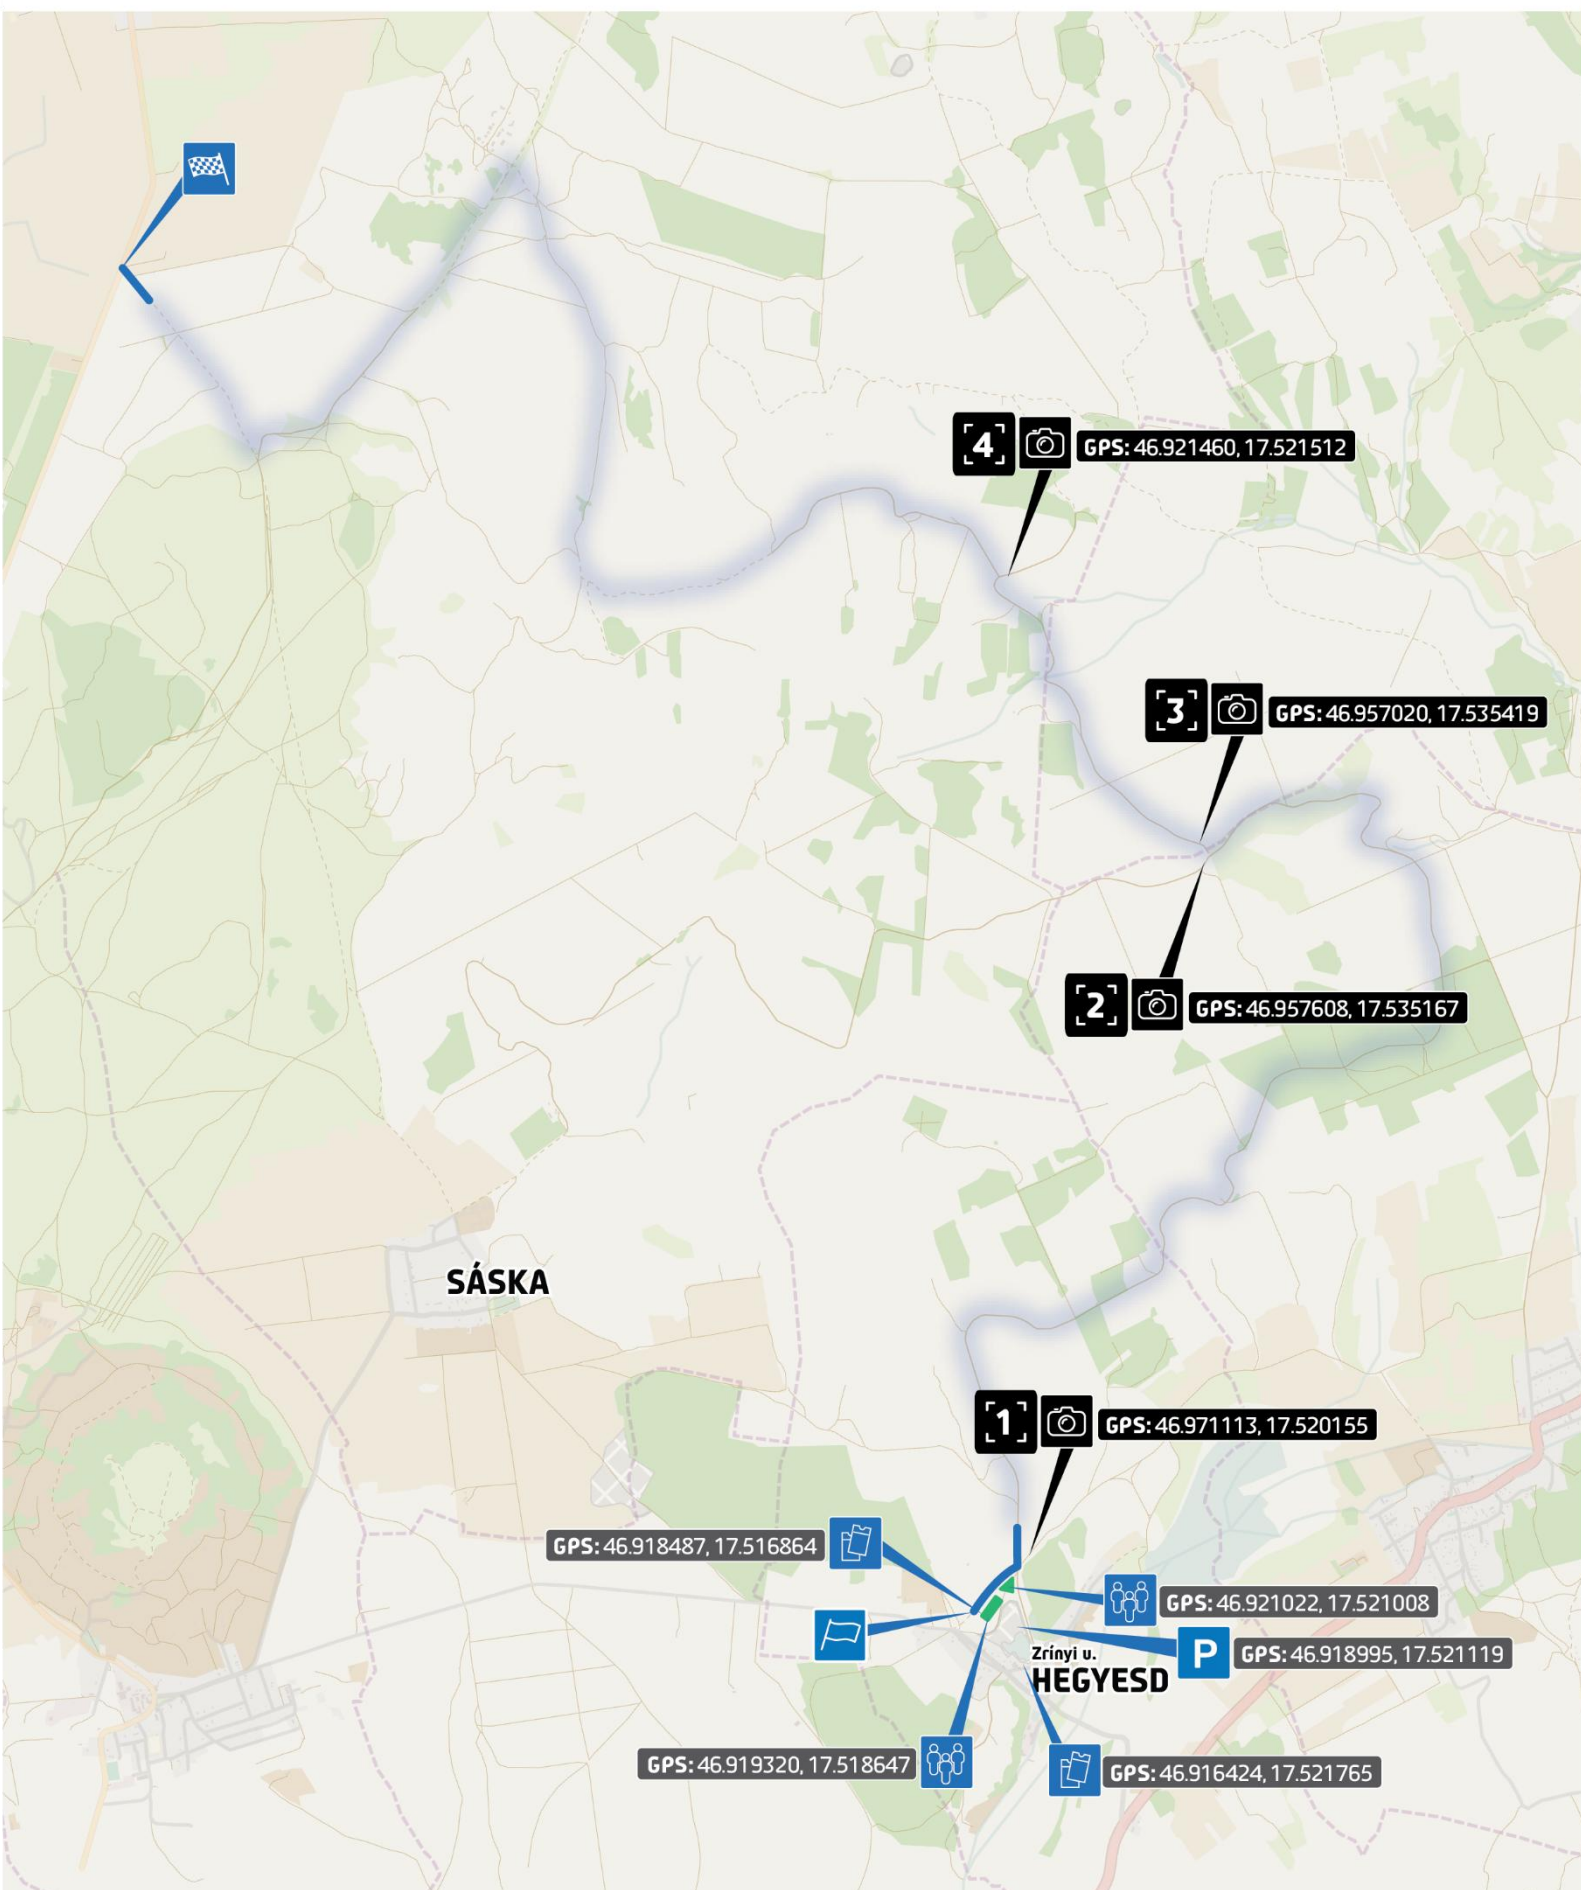 4
GPS: 46.921460, 17.521512
3
GPS: 46.957020, 17.535419
2
GPS: 46.957608, 17.535167
SÁSKA
1
GPS: 46.971113, 17.520155
GPS: 46.918487, 17.516864
GPS: 46.921022, 17.521008
P
GPS: 46.918995, 17.521119
Zrínyi u.
HEGYESD
GPS: 46.919320, 17.518647
GPS: 46.916424, 17.521765